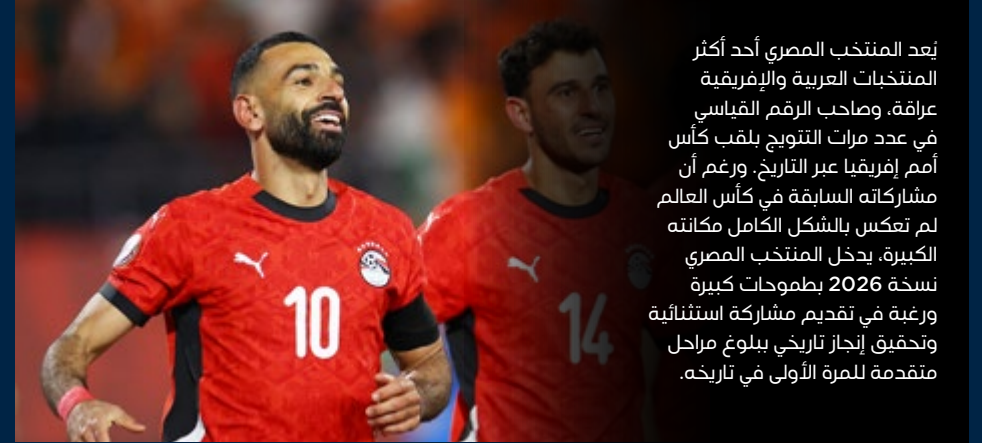 يُعد المنتخب المصري أحد أكثر
المنتخبات العربية والإفريقية
عراقة، وصاحب الرقم القياسي
في عدد مرات التتويج بلقب كأس
أمم إفريقيا عبر التاريخ. ورغم أن
مشاركاته السابقة في كأس العالم
لم تعكس بالشكل الكامل مكانته
الكبيرة، يدخل المنتخب المصري
نسخة 2026 بطموحات كبيرة
ورغبة في تقديم مشاركة استثنائية
وتحقيق إنجاز تاريخي ببلوغ مراحل
متقدمة للمرة الأولى في تاريخه.
14
10